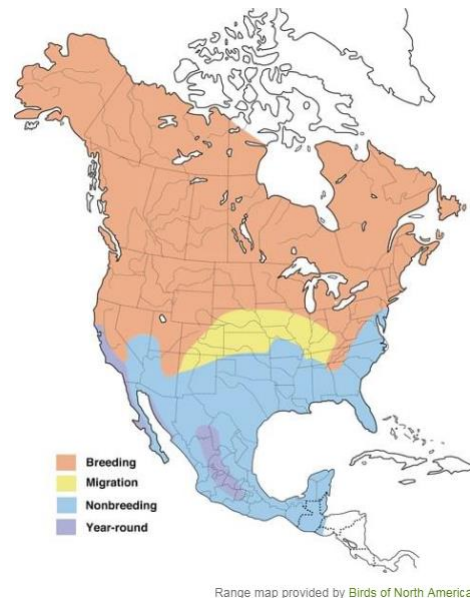 Breeding
Migration
Nonbreeding
Year-round
Range map provided by Birds of North America